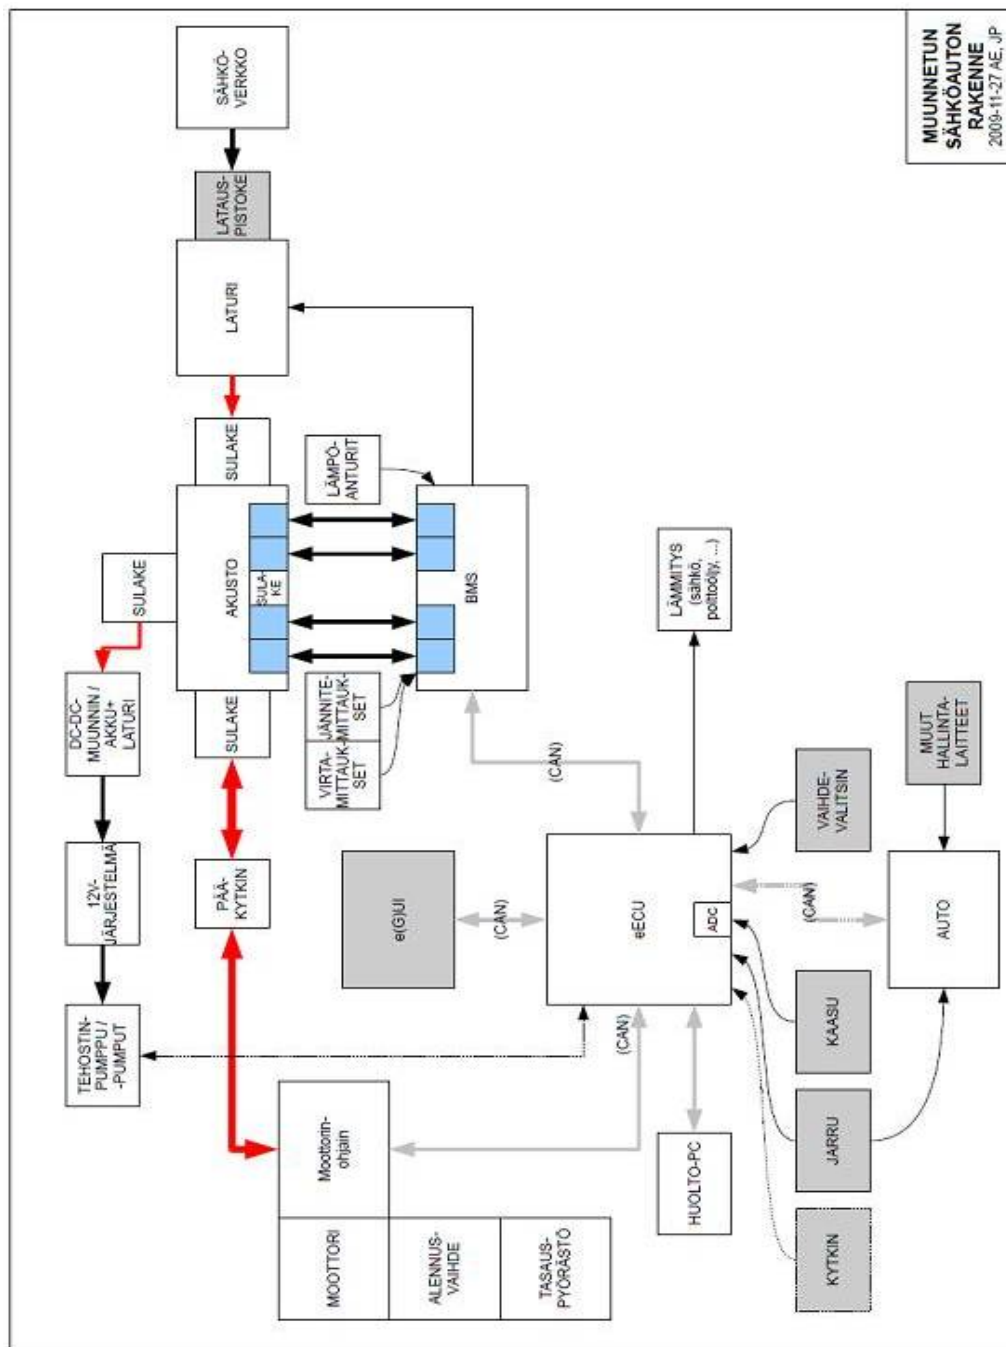 TEHOSTIN-
PUMPPU /
-PUMPUT
12V-
JÄRJESTELMÄ
DC-DC-
MUUNNIN /
AKKU+
LATURI
SULAKE
PÄÄ-
KYTKIN
SULAKE
AKUSTO
SULA-
KE
SULAKE
LATURI
LATAUS-
PISTOKE
SÄHKÖ-
VERKKO
MOOTTORI
Moottorin-
ohjain
VIRTA-
MITTAUK-
SET
JÄNNITE-
MITTAUK-
SET
LÄMPÖ-
ANTURIT
ALENNUS-
VAIHDE
e(G)UI
BMS
TASAUS-
PYÖRÄSTÖ
(CAN)
(CAN)
(CAN)
eECU
ADC
HUOLTO-PC
LÄMMITYS
(sähkö,
polttoöljy, ...)
KYTKIN
JARRU
KAASU
(CAN)
VAIHDE-
VALITSIN
AUTO
MUUT
HALLINTA-
LAITTEET
MUUNNETUN
SÄHKÖAUTON
RAKENNE
2009-11-27 AE, JP